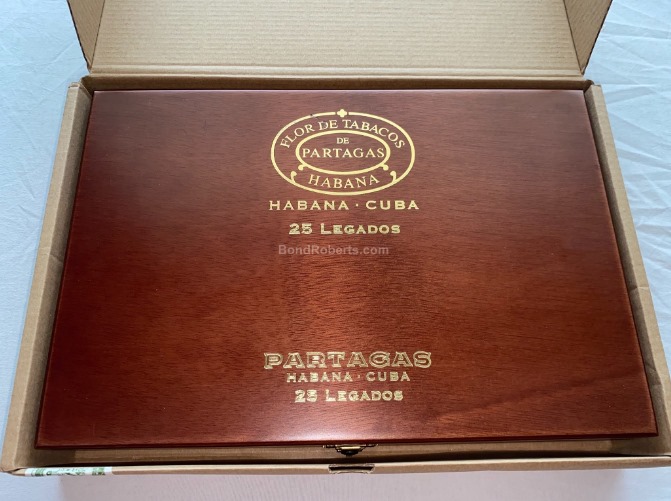 FLOR DE TABACOS
DE
PARTAGAS
HABANA
HABANA · CUBA
25 LEGADOS
BondRoberts.com
PARTAGAS
HABANA · CUBA
25 LEGADOS